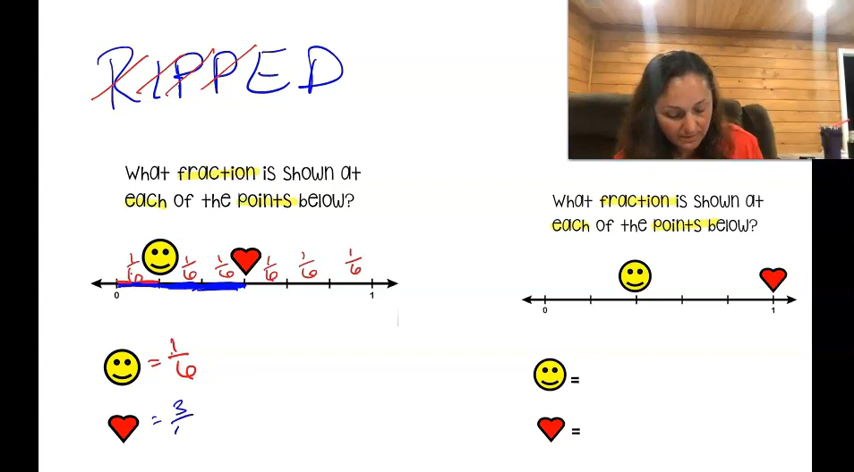 RIPPED
What fraction is shown at
each of the points below?
1/6 1/6 1/6 1/6 1/6 1/6
0 1
= 1/6
= 3/
What fraction is shown at
each of the points below?
0 1
=
=